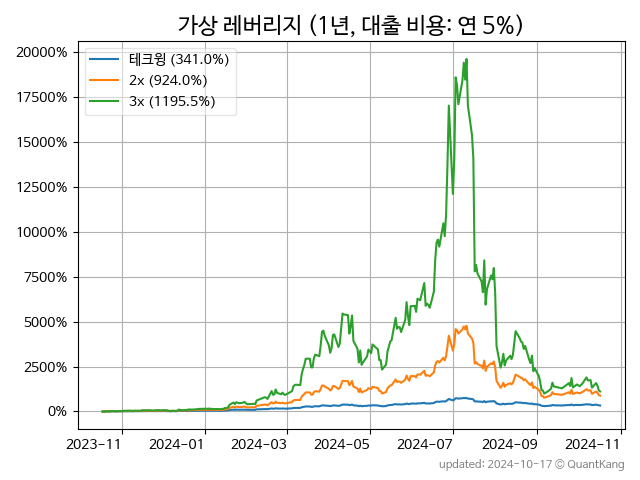 가상 레버리지 (1년, 대출 비용: 연 5%)
20000%
17500%
15000%
12500%
10000%
7500%
5000%
2500%
0%
테크윙 (341.0%)
2x (924.0%)
3x (1195.5%)
2023-11 2024-01 2024-03 2024-05 2024-07 2024-09 2024-11
updated: 2024-10-17 © QuantKang